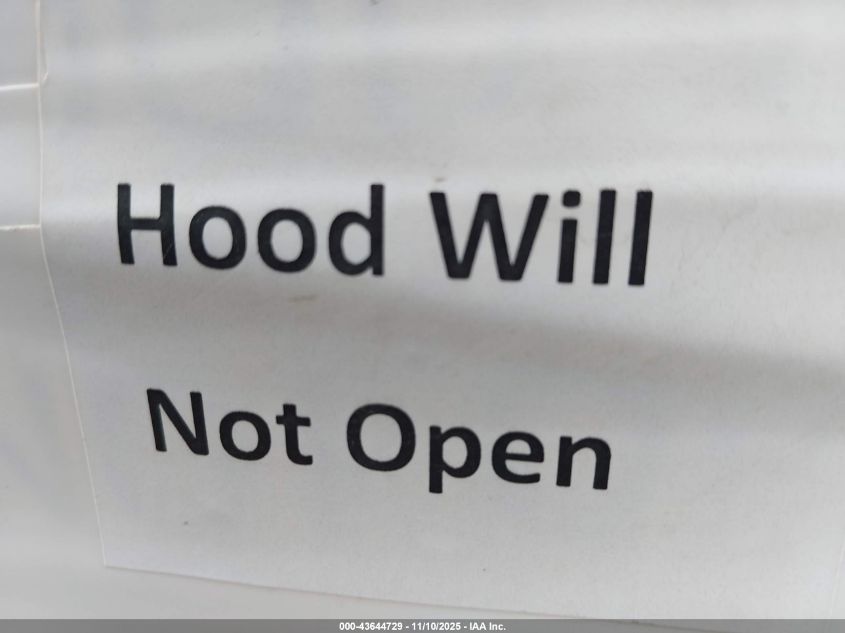 Hood Will
Not Open
000-43644729 - 11/10/2025 - IAA Inc.